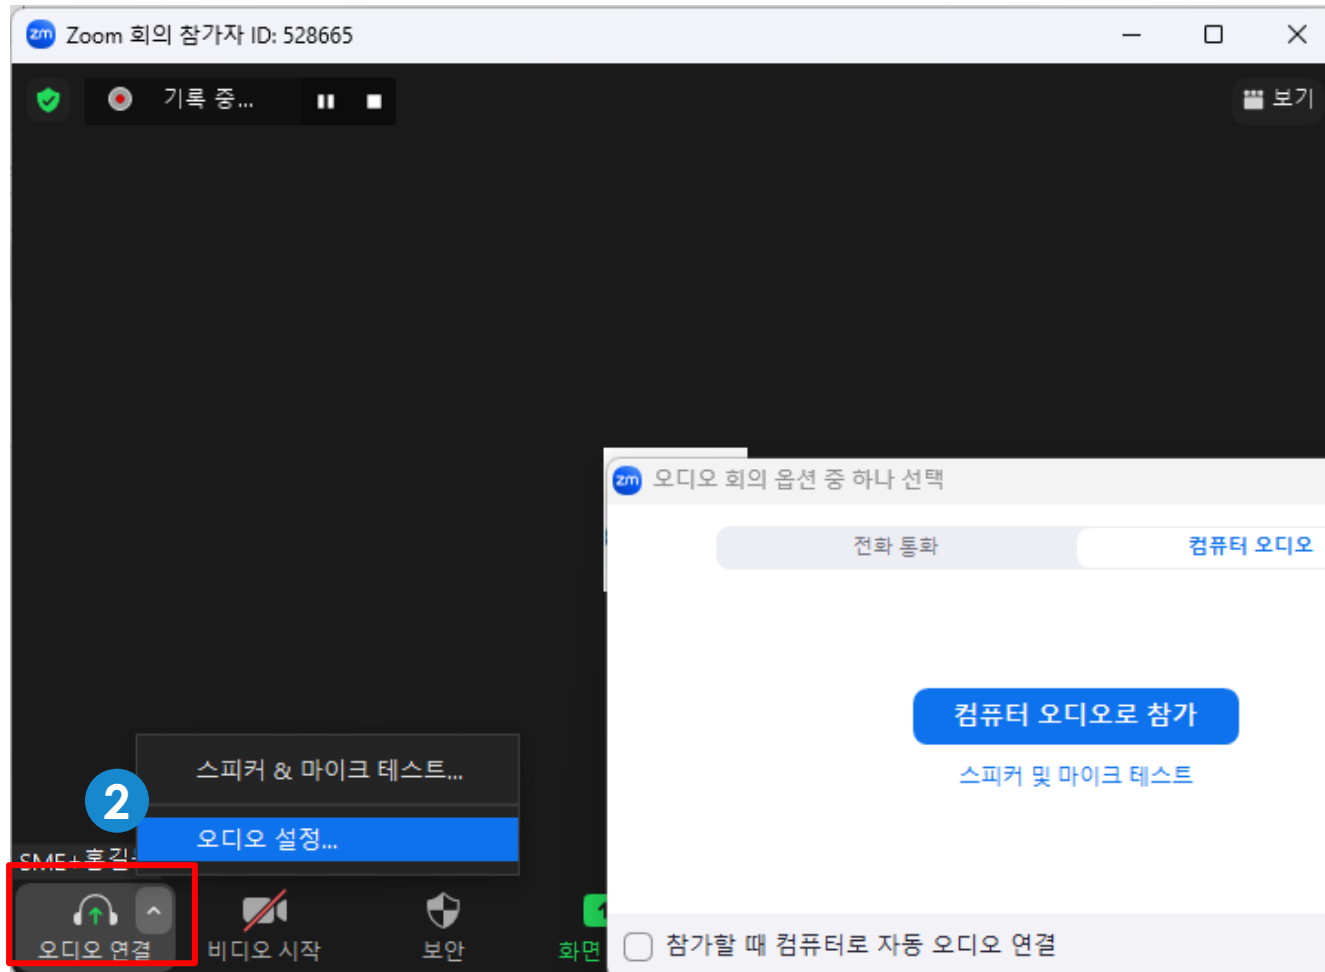 zm Zoom 회의 참가자 ID: 528665
기록 중...
보기
zm 오디오 회의 옵션 중 하나 선택
전화 통화
컴퓨터 오디오
컴퓨터 오디오로 참가
스피커 및 마이크 테스트
스피커 & 마이크 테스트...
2
오디오 설정...
SME+홍길
오디오 연결
비디오 시작
보안
화면
참가할 때 컴퓨터로 자동 오디오 연결